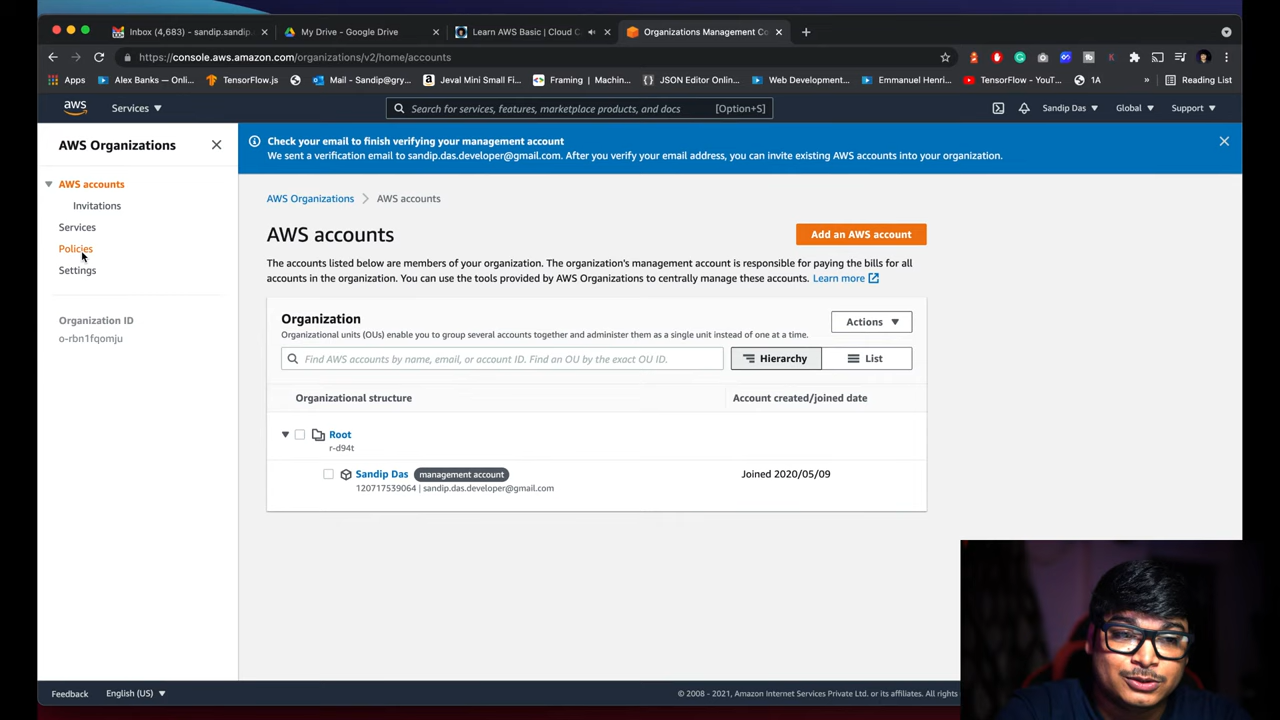 Inbox (4,683) - sandip.sandip.
My Drive - Google Drive
Learn AWS Basic | Cloud C
Organizations Management Co
https://console.aws.amazon.com/organizations/v2/home/accounts
Apps
Alex Banks — Onli...
TensorFlow.js
Mail - Sandip@gry...
Jeval Mini Small Fi...
Framing | Machin...
JSON Editor Onlin...
Web Development...
Emmanuel Henri...
TensorFlow - YouT...
1A
»
Reading List
aws
Services
Search for services, features, marketplace products, and docs
[Option+S]
Sandip Das
Global
Support
AWS Organizations
AWS accounts
Invitations
Services
Policies
Settings
Organization ID
o-rbn1fqomju
Check your email to finish verifying your management account
We sent a verification email to sandip.das.developer@gmail.com. After you verify your email address, you can invite existing AWS accounts into your organization.
AWS Organizations > AWS accounts
AWS accounts
Add an AWS account
The accounts listed below are members of your organization. The organization's management account is responsible for paying the bills for all
accounts in the organization. You can use the tools provided by AWS Organizations to centrally manage these accounts. Learn more
Organization
Actions
Organizational units (OUs) enable you to group several accounts together and administer them as a single unit instead of one at a time.
Find AWS accounts by name, email, or account ID. Find an OU by the exact OU ID.
Hierarchy
List
Organizational structure
Account created/joined date
Root
r-d94t
Sandip Das
management account
Joined 2020/05/09
120717539064 | sandip.das.developer@gmail.com
Feedback
English (US)
© 2008 - 2021, Amazon Internet Services Private Ltd. or its affiliates. All rights